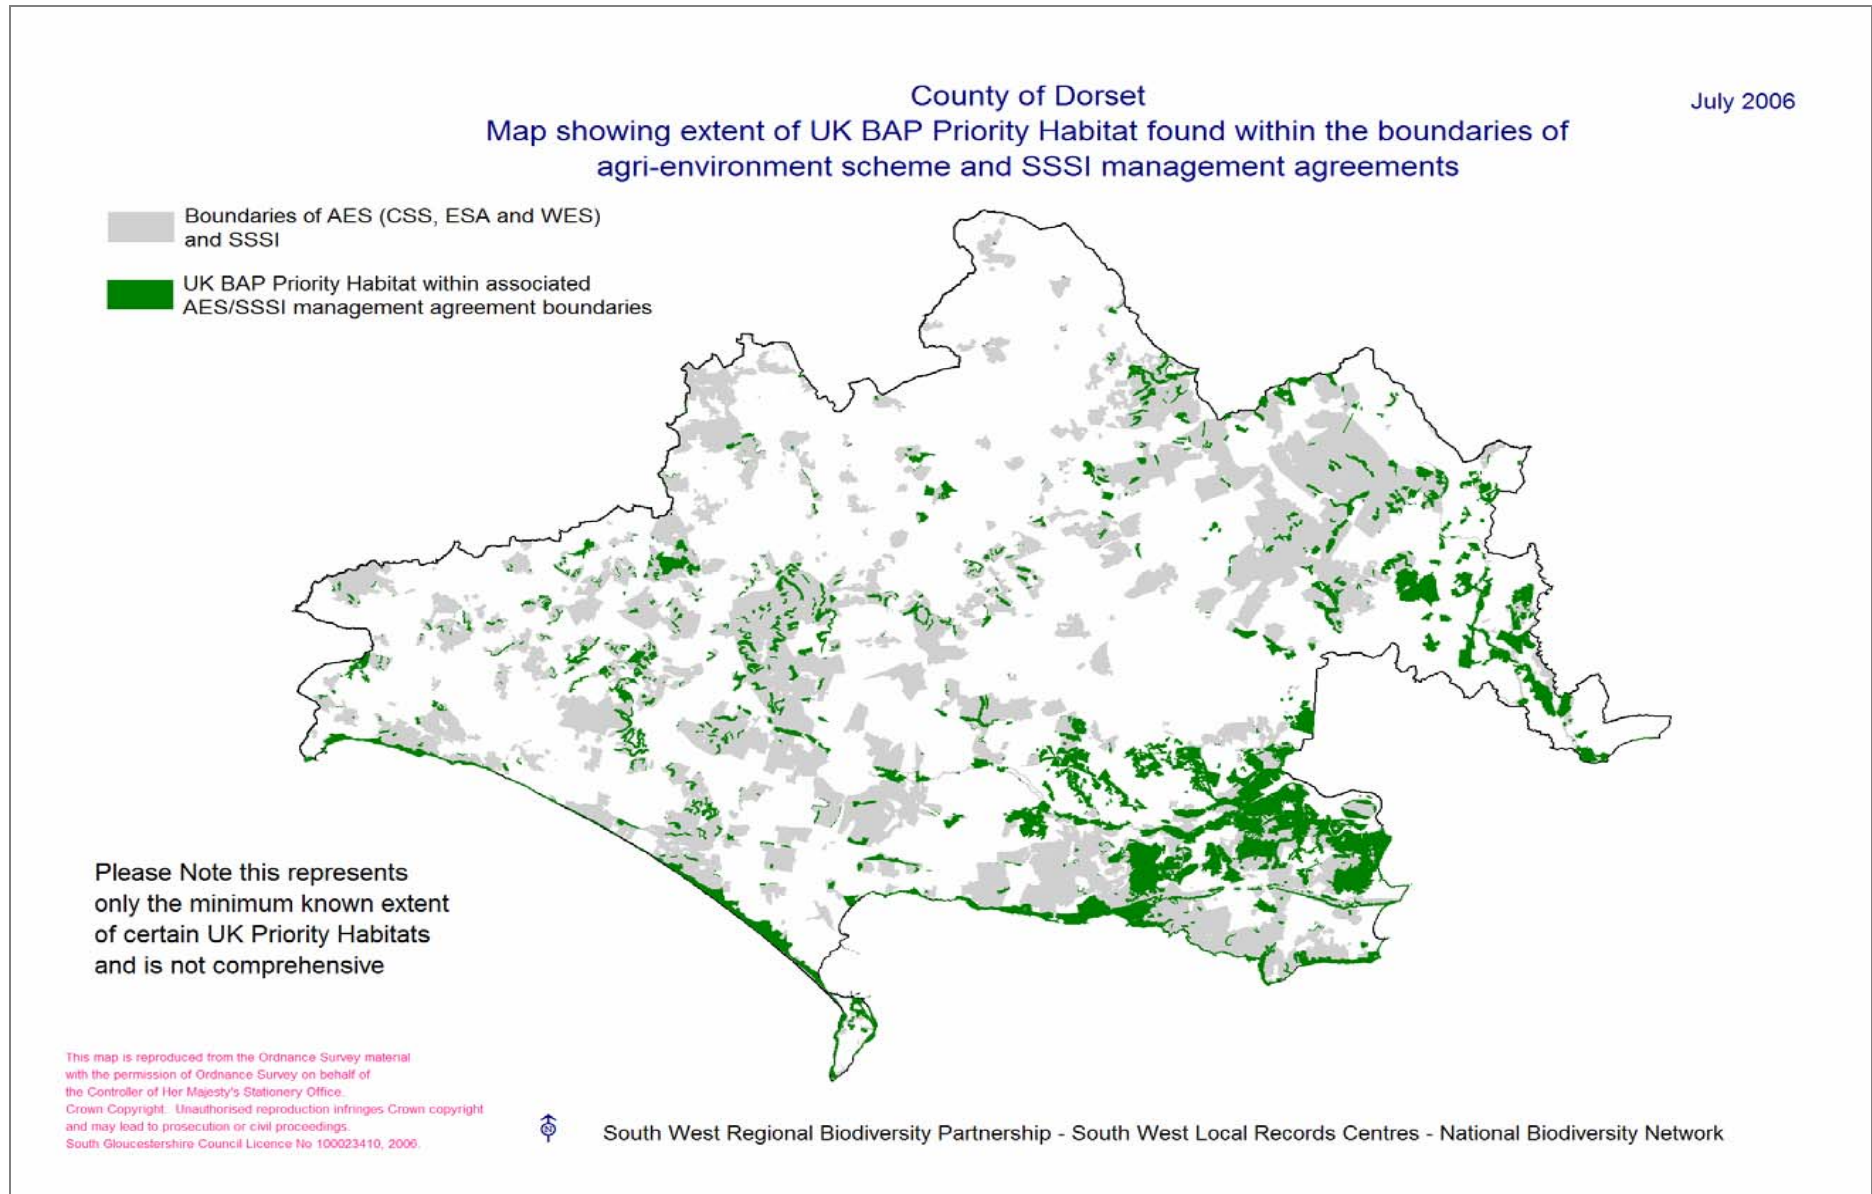 County of Dorset
July 2006
Map showing extent of UK BAP Priority Habitat found within the boundaries of
agri-environment scheme and SSSI management agreements
Boundaries of AES (CSS, ESA and WES)
and SSSI
UK BAP Priority Habitat within associated
AES/SSSI management agreement boundaries
Please Note this represents
only the minimum known extent
of certain UK Priority Habitats
and is not comprehensive
This map is reproduced from the Ordnance Survey material
with the permission of Ordnance Survey on behalf of
the Controller of Her Majesty's Stationery Office.
Crown Copyright. Unauthorised reproduction infringes Crown copyright
and may lead to prosecution or civil proceedings.
South Gloucestershire Council Licence No 100023410, 2006.
N
South West Regional Biodiversity Partnership - South West Local Records Centres - National Biodiversity Network